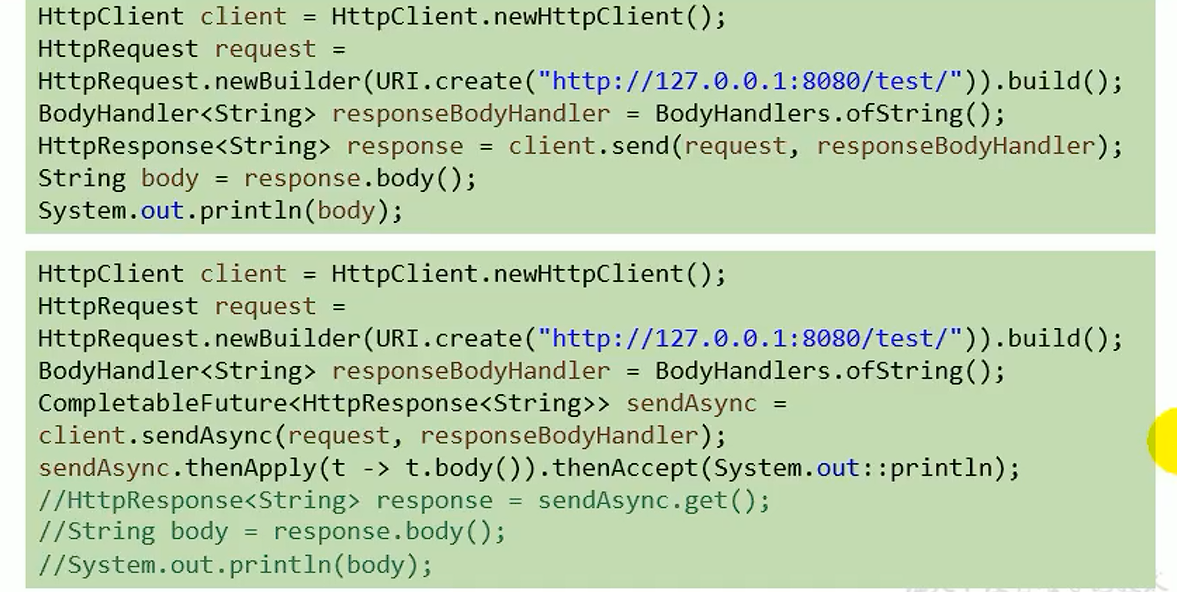 HttpClient client = HttpClient.newHttpClient();
HttpRequest request =
HttpRequest.newBuilder(URI.create("http://127.0.0.1:8080/test/")).build();
BodyHandler<String> responseBodyHandler = BodyHandlers.ofString();
HttpResponse<String> response = client.send(request, responseBodyHandler);
String body = response.body();
System.out.println(body);
HttpClient client = HttpClient.newHttpClient();
HttpRequest request =
HttpRequest.newBuilder(URI.create("http://127.0.0.1:8080/test/")).build();
BodyHandler<String> responseBodyHandler = BodyHandlers.ofString();
CompletableFuture<HttpResponse<String>> sendAsync =
client.sendAsync(request, responseBodyHandler);
sendAsync.thenApply(t -> t.body()).thenAccept(System.out::println);
//HttpResponse<String> response = sendAsync.get();
//String body = response.body();
//System.out.println(body);